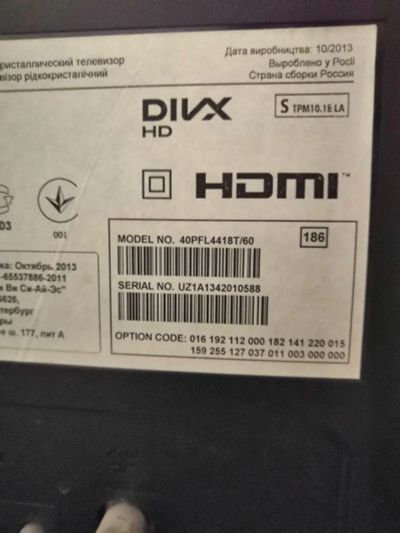 Дата виробництва: 10/2013
Вироблено у Росії
Страна сборки Россия
ристаллический телевизор
візор рідкокристалічний
DIVX
HD
S TPM10.1E LA
HDMI™
03
001
MODEL NO. 40PFL4418T/60
186
SERIAL NO. UZ1A1342010588
OPTION CODE: 016 192 112 000 182 141 220 015
159 255 127 037 011 003 000 000
ка: Октябрь 2013
-65537886-2011
и Ви Си-Ай-Эс"
6626,
тербург
ры
е ш. 177, лит А